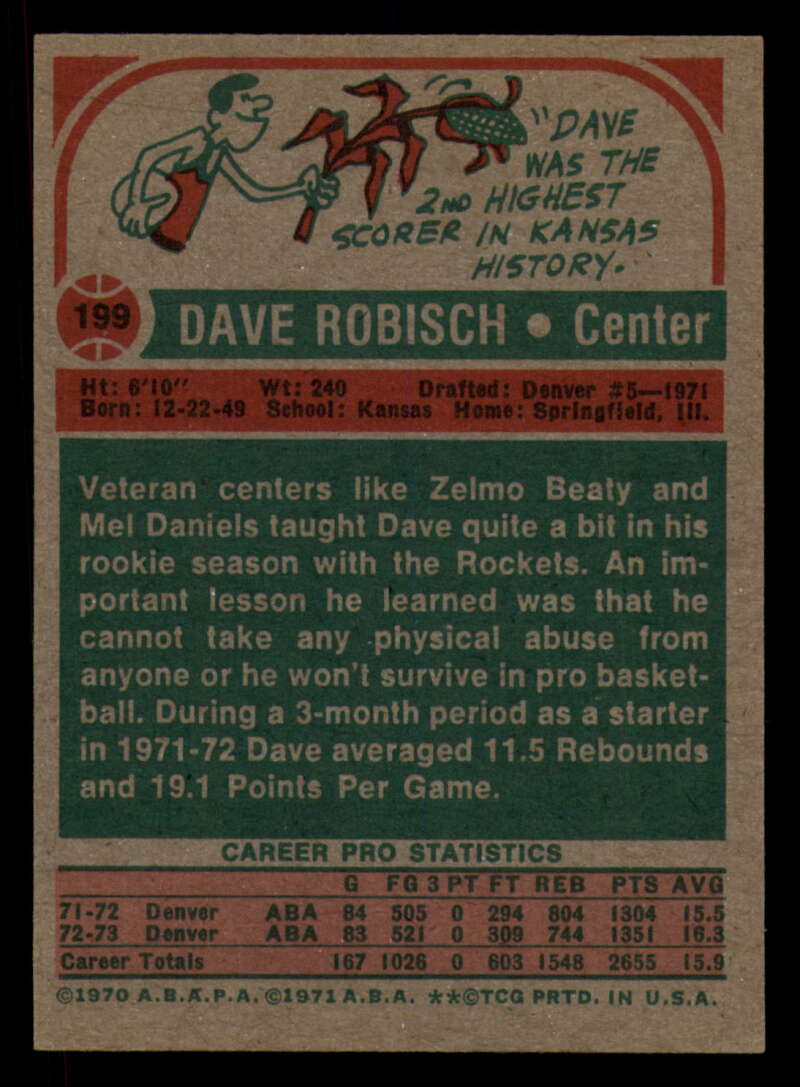 "DAVE
WAS THE
2ND HIGHEST
SCORER IN KANSAS
HISTORY.
199 DAVE ROBISCH • Center
Ht: 6'10" Wt: 240 Drafted: Denver #5—1971
Born: 12-22-49 School: Kansas Home: Springfield, Ill.
Veteran centers like Zelmo Beaty and
Mel Daniels taught Dave quite a bit in his
rookie season with the Rockets. An im-
portant lesson he learned was that he
cannot take any physical abuse from
anyone or he won't survive in pro basket-
ball. During a 3-month period as a starter
in 1971-72 Dave averaged 11.5 Rebounds
and 19.1 Points Per Game.
CAREER PRO STATISTICS
G FG 3PT FT REB PTS AVG
71-72 Denver ABA 84 505 0 294 804 1304 15.5
72-73 Denver ABA 83 521 0 309 744 1351 16.3
Career Totals 167 1026 0 603 1548 2655 15.9
©1970 A.B.A.P.A. ©1971 A.B.A. **©TCG PRTD. IN U.S.A.